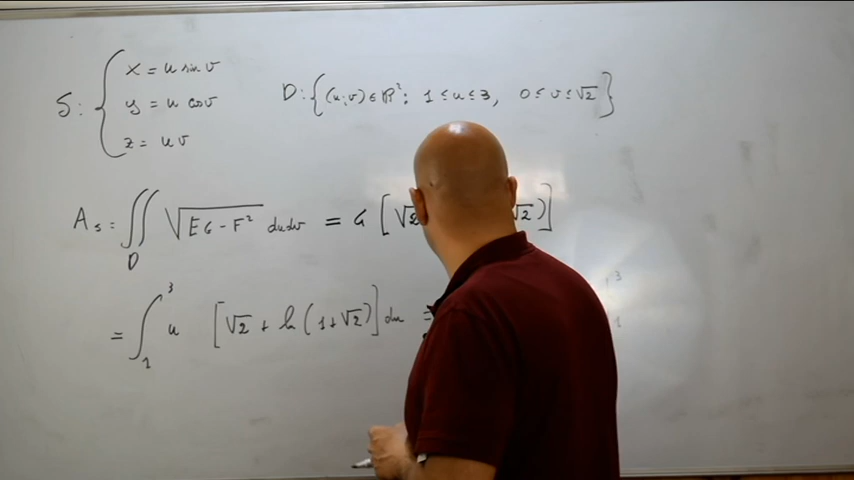 S: { x = u sin v
y = u cos v
z = u v
D: {(u;v) ∈ ℝ²; 1 ≤ u ≤ 3, 0 ≤ v ≤ √2}
A_s = ∬_D √(EG - F²) du dv = 4 [√2 √2)]
= ∫_1^3 u [√2 + ln (1+√2)] du =